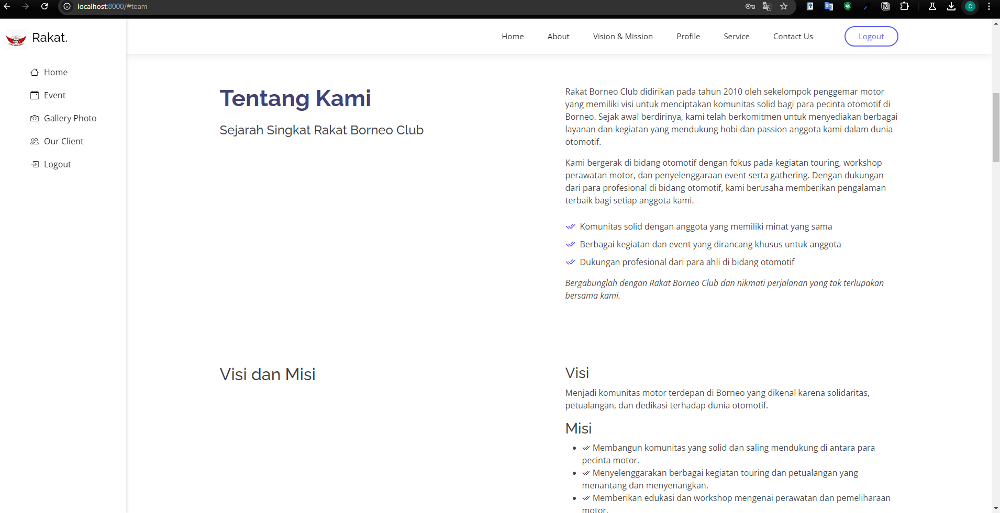 localhost:8000/#team
Rakat.
Home
About
Vision & Mission
Profile
Service
Contact Us
Logout
Home
Event
Gallery Photo
Our Client
Logout
Tentang Kami
Sejarah Singkat Rakat Borneo Club
Rakat Borneo Club didirikan pada tahun 2010 oleh sekelompok penggemar motor
yang memiliki visi untuk menciptakan komunitas solid bagi para pecinta otomotif di
Borneo. Sejak awal berdirinya, kami telah berkomitmen untuk menyediakan berbagai
layanan dan kegiatan yang mendukung hobi dan passion anggota kami dalam dunia
otomotif.
Kami bergerak di bidang otomotif dengan fokus pada kegiatan touring, workshop
perawatan motor, dan penyelenggaraan event serta gathering. Dengan dukungan
dari para profesional di bidang otomotif, kami berusaha memberikan pengalaman
terbaik bagi setiap anggota kami.
Komunitas solid dengan anggota yang memiliki minat yang sama
Berbagai kegiatan dan event yang dirancang khusus untuk anggota
Dukungan profesional dari para ahli di bidang otomotif
Bergabunglah dengan Rakat Borneo Club dan nikmati perjalanan yang tak terlupakan
bersama kami.
Visi dan Misi
Visi
Menjadi komunitas motor terdepan di Borneo yang dikenal karena solidaritas,
petualangan, dan dedikasi terhadap dunia otomotif.
Misi
Membangun komunitas yang solid dan saling mendukung di antara para
pecinta motor.
Menyelenggarakan berbagai kegiatan touring dan petualangan yang
menantang dan menyenangkan.
Memberikan edukasi dan workshop mengenai perawatan dan pemeliharaan
motor.